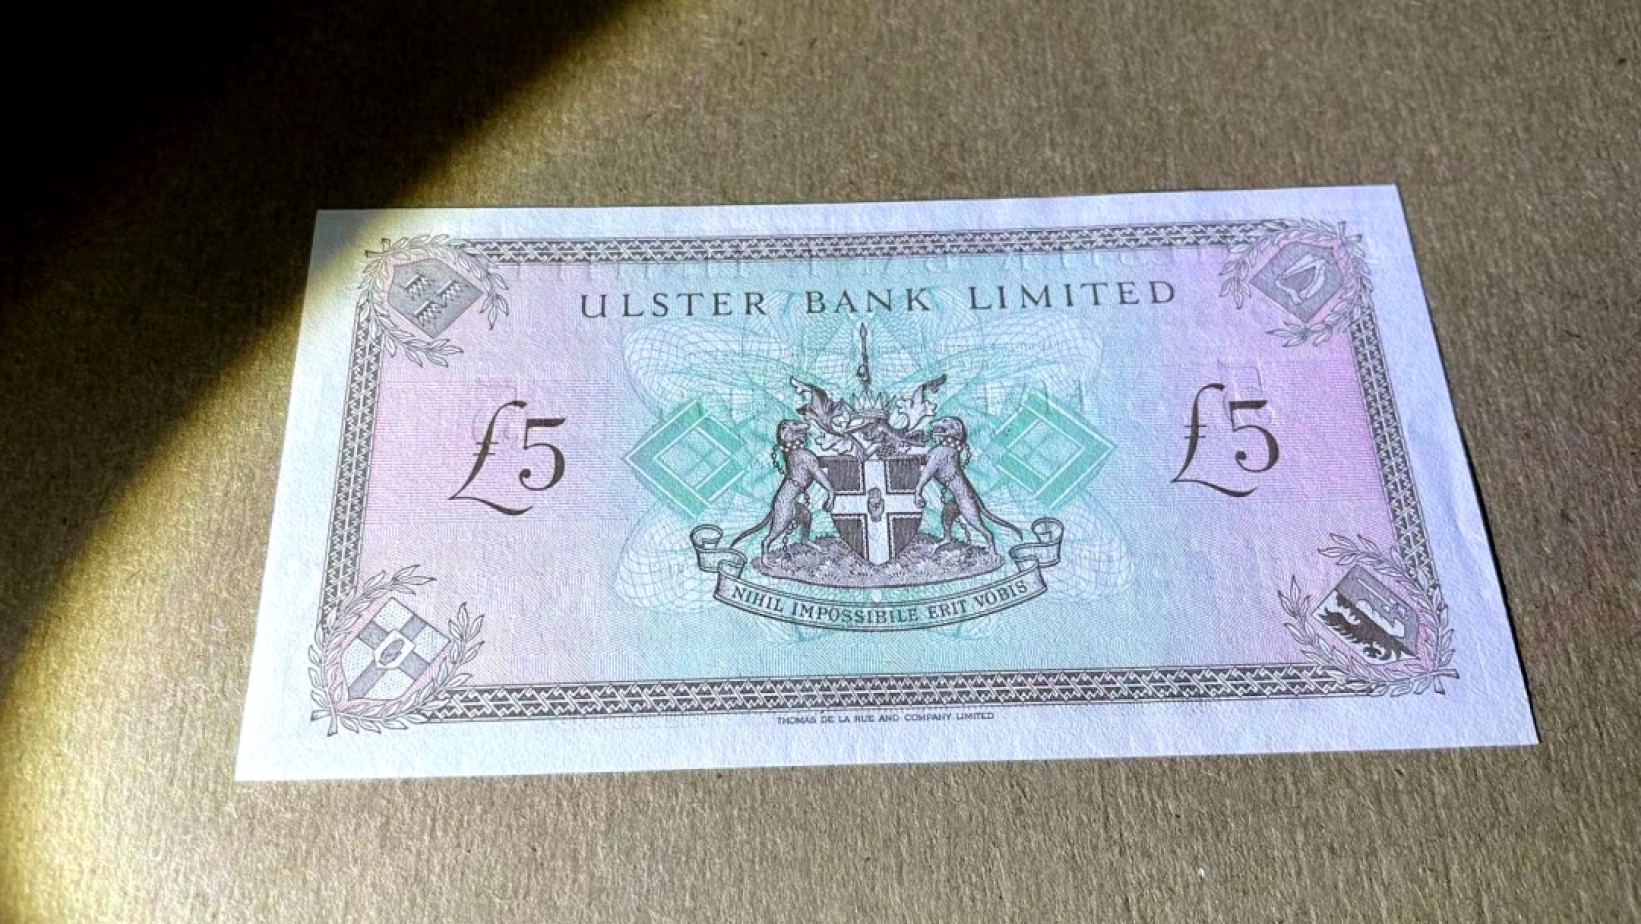 ULSTER BANK LIMITED
£5
£5
NIHIL IMPOSSIBILE ERIT VOBIS
THOMAS DE LA RUE AND COMPANY LIMITED